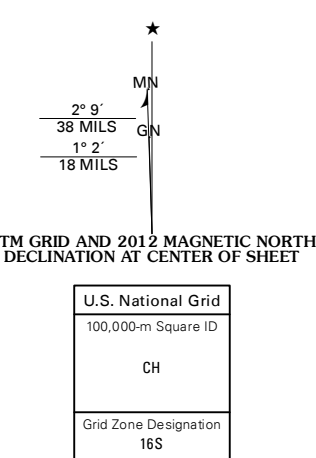 ★
MN
2° 9´
38 MILS
GN
1° 2´
18 MILS
TM GRID AND 2012 MAGNETIC NORTH
DECLINATION AT CENTER OF SHEET
U.S. National Grid
100,000-m Square ID
CH
Grid Zone Designation
16S